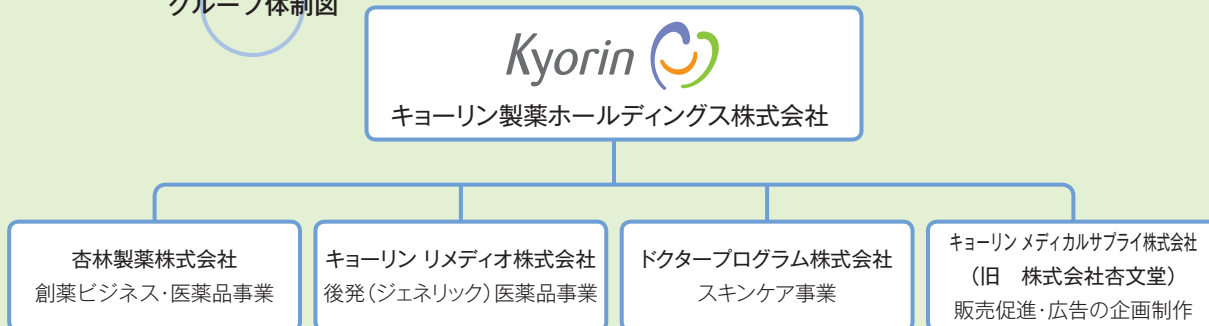 グループ体制図
Kyorin
キョーリン製薬ホールディングス株式会社
杏林製薬株式会社
創薬ビジネス・医薬品事業
キョーリン リメディオ株式会社
後発(ジェネリック)医薬品事業
ドクタープログラム株式会社
スキンケア事業
キョーリン メディカルサプライ株式会社
(旧 株式会社杏文堂)
販売促進・広告の企画制作